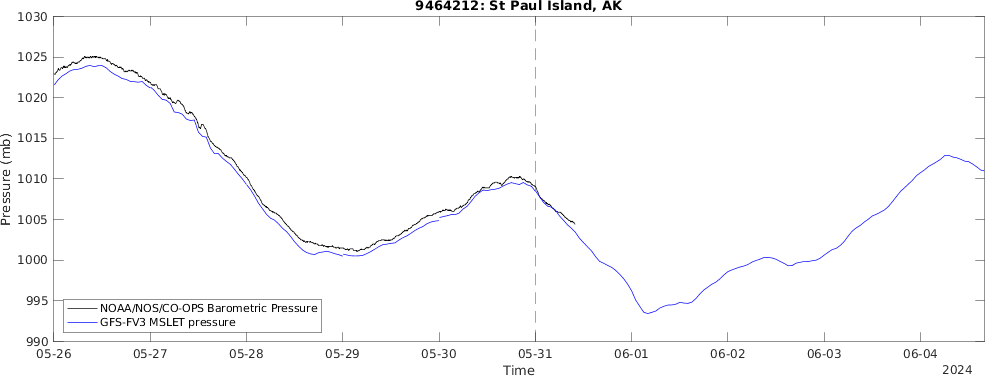 9464212: St Paul Island, AK
Pressure (mb)
1030
1025
1020
1015
1010
1005
1000
995
990
NOAA/NOS/CO-OPS Barometric Pressure
GFS-FV3 MSLET pressure
05-26 05-27 05-28 05-29 05-30 05-31 06-01 06-02 06-03 06-04
Time
2024